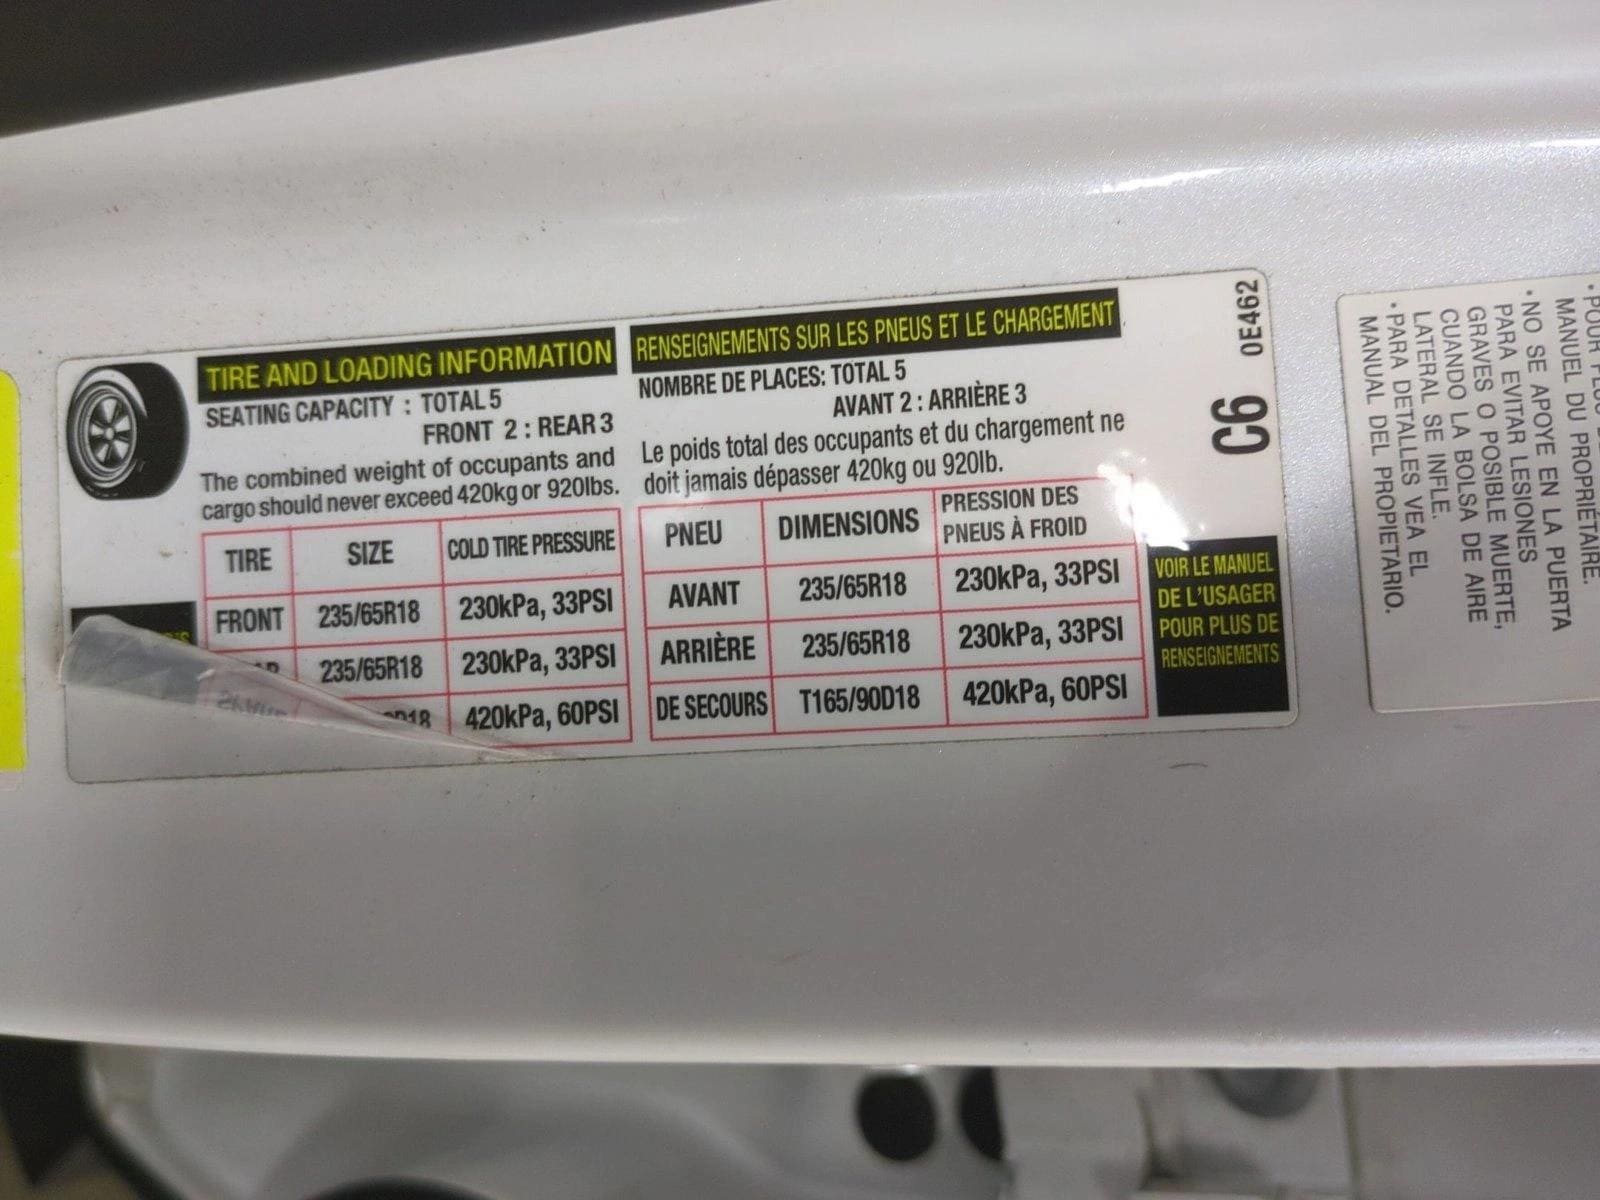 TIRE AND LOADING INFORMATION
SEATING CAPACITY : TOTAL 5
FRONT 2 : REAR 3
The combined weight of occupants and
cargo should never exceed 420kg or 920lbs.
TIRE SIZE COLD TIRE PRESSURE
FRONT 235/65R18 230kPa, 33PSI
235/65R18 230kPa, 33PSI
420kPa, 60PSI
RENSEIGNEMENTS SUR LES PNEUS ET LE CHARGEMENT
NOMBRE DE PLACES: TOTAL 5
AVANT 2 : ARRIÈRE 3
Le poids total des occupants et du chargement ne
doit jamais dépasser 420kg ou 920lb.
PNEU DIMENSIONS PRESSION DES
PNEUS À FROID
AVANT 235/65R18 230kPa, 33PSI
ARRIÈRE 235/65R18 230kPa, 33PSI
DE SECOURS T165/90D18 420kPa, 60PSI
VOIR LE MANUEL
DE L'USAGER
POUR PLUS DE
RENSEIGNEMENTS
C6 0E462
MANUEL DU PROPRIÉTAIRE.
• NO SE APOYE EN LA PUERTA
PARA EVITAR LESIONES
GRAVES O POSIBLE MUERTE,
CUANDO LA BOLSA DE AIRE
LATERAL SE INFLE.
• PARA DETALLES VEA EL
MANUAL DEL PROPIETARIO.